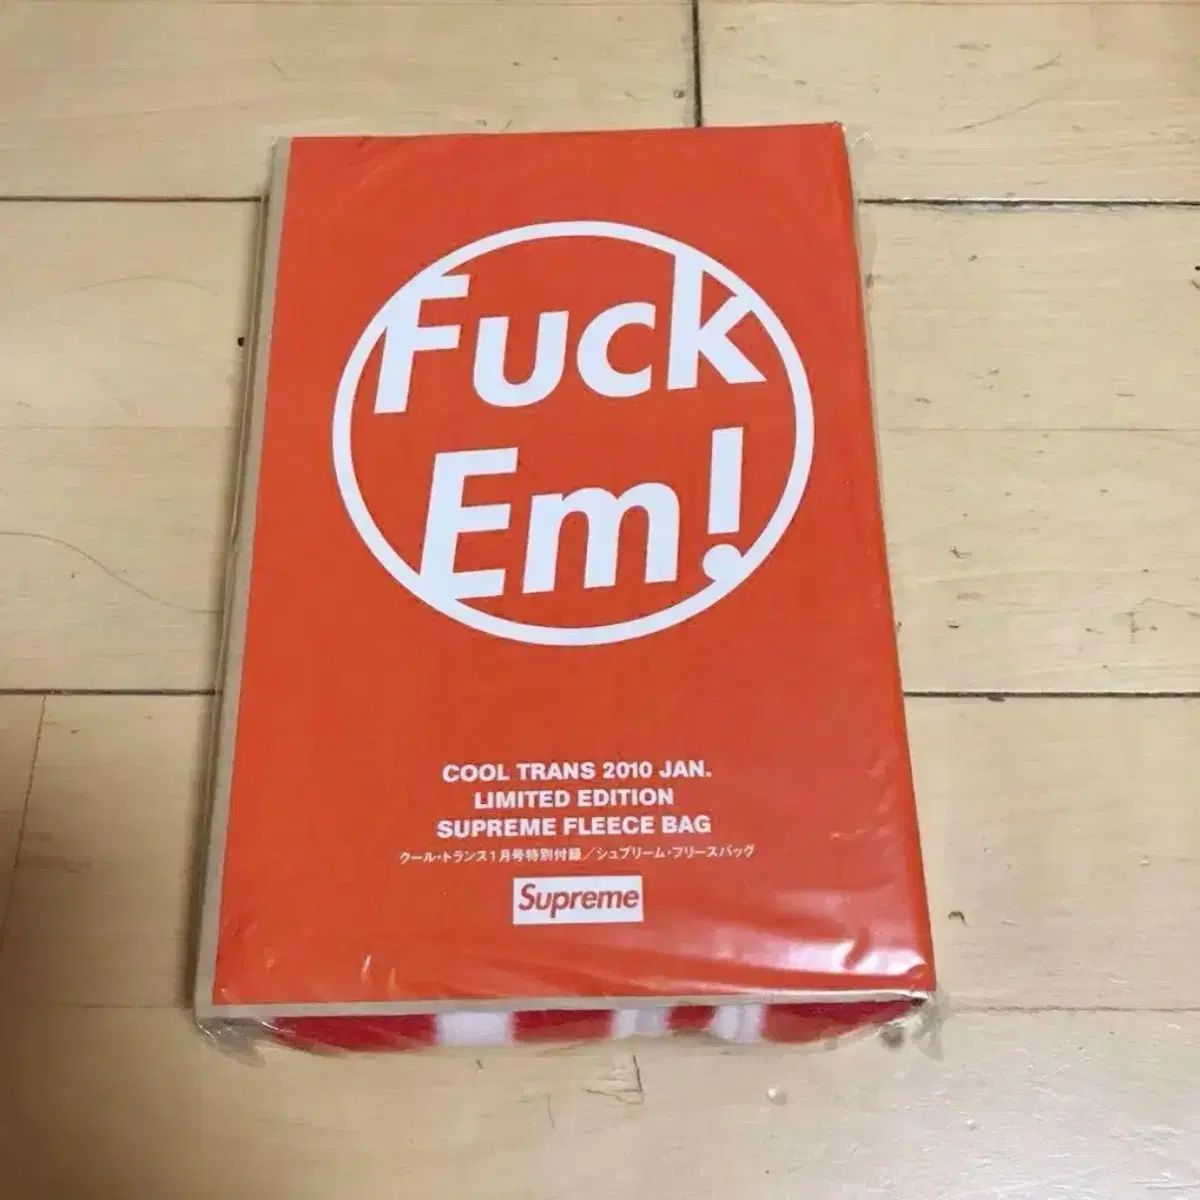 Fuck
Em!
COOL TRANS 2010 JAN.
LIMITED EDITION
SUPREME FLEECE BAG
クール・トランス1月号特別付録／シュプリーム・フリースバッグ
Supreme